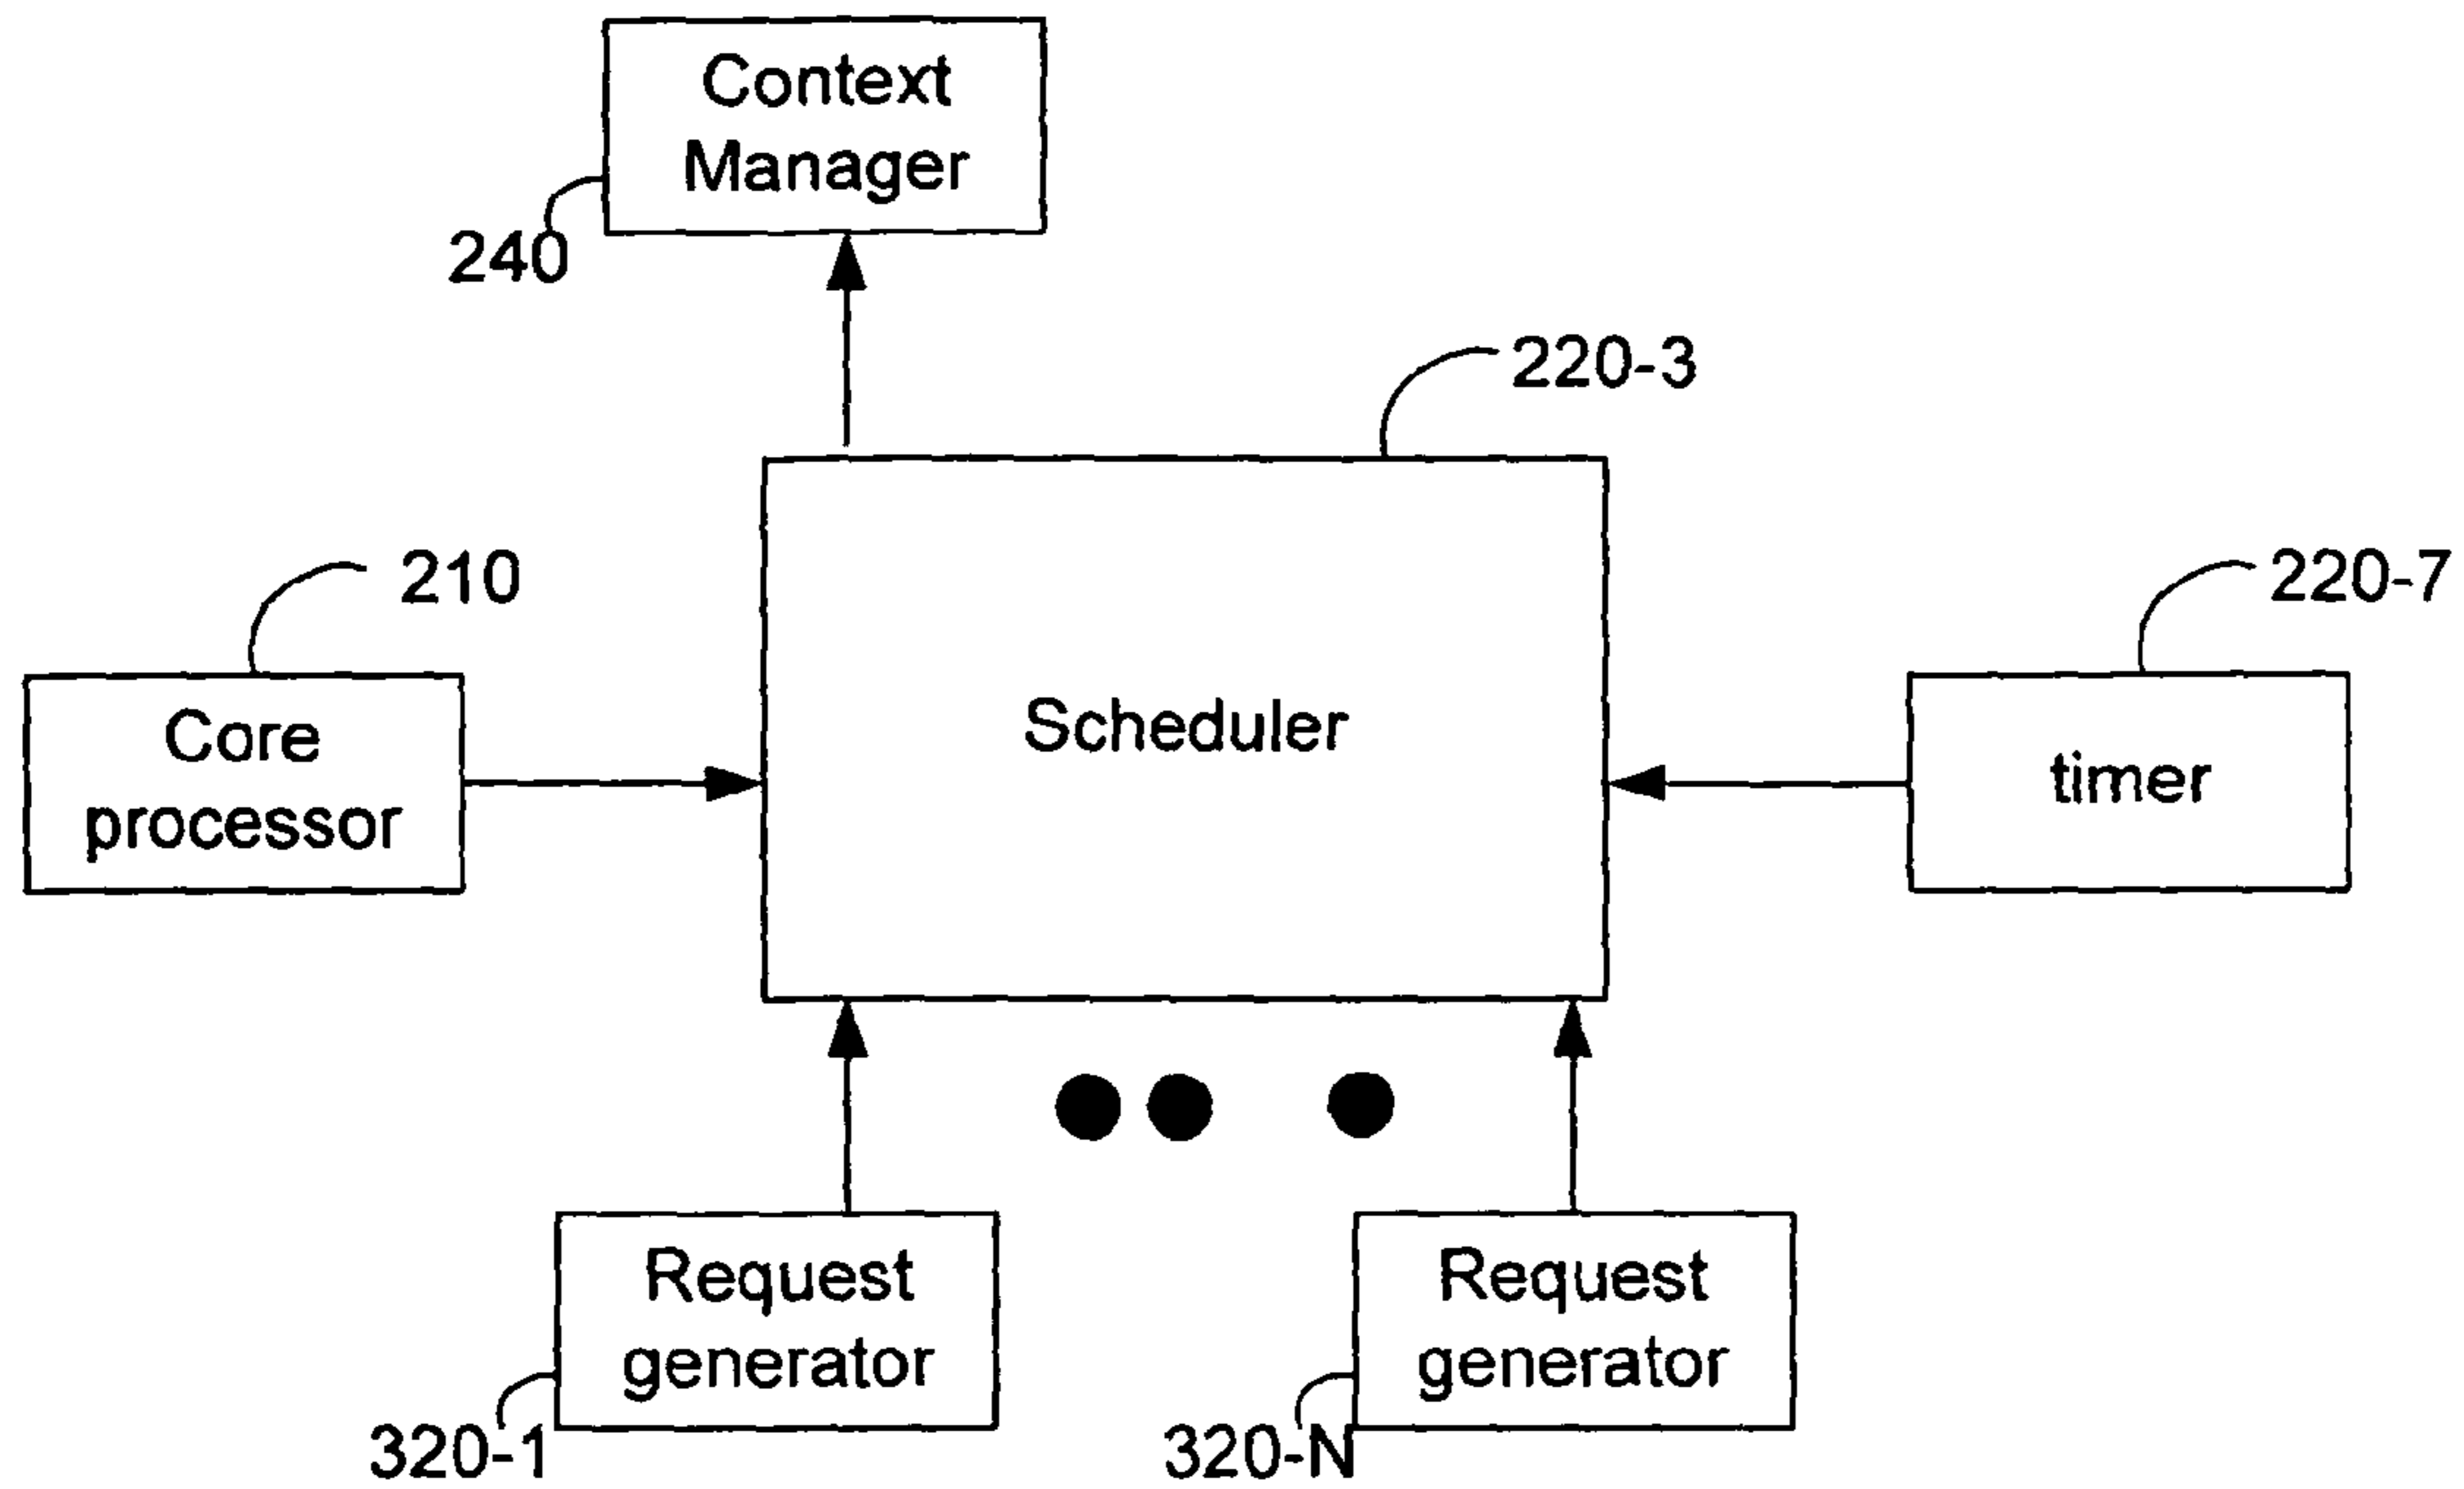 Context
Manager
240
220-3
210
220-7
Core
processor
Scheduler
timer
Request
generator
320-1
Request
generator
320-N